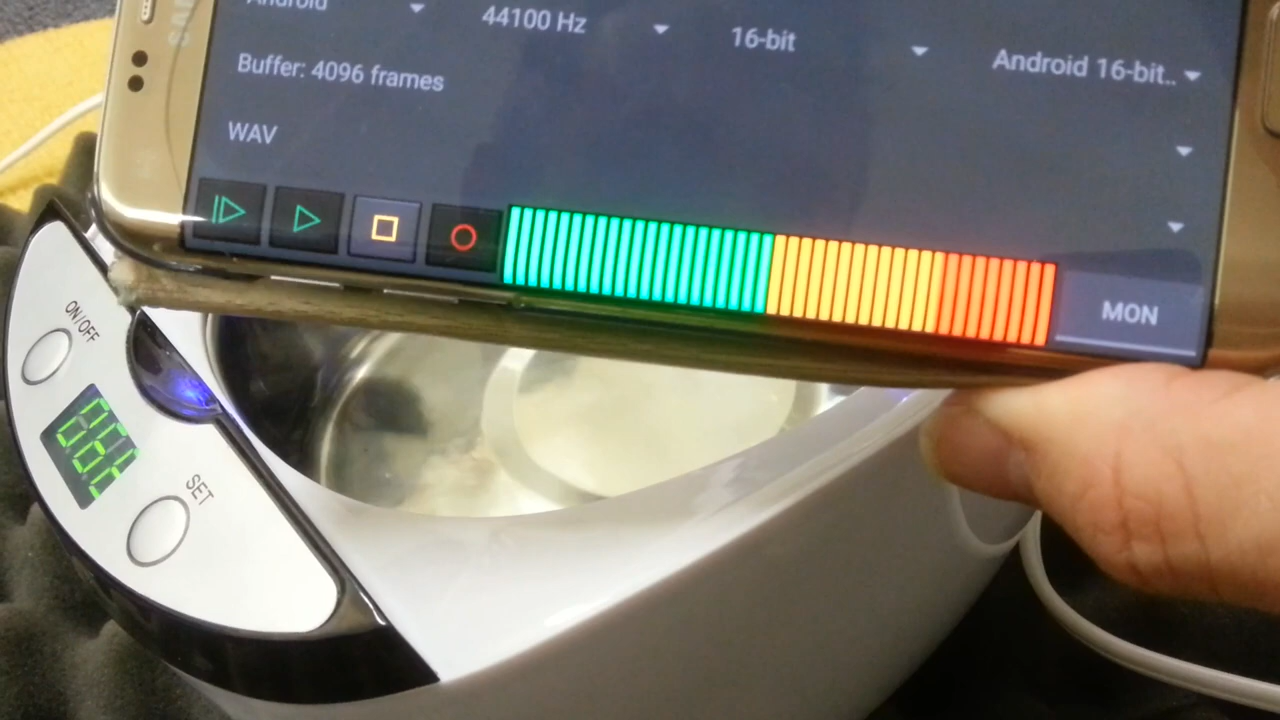 Android
44100 Hz
16-bit
Android 16-bit..
Buffer: 4096 frames
WAV
MON
ON/OFF
SET